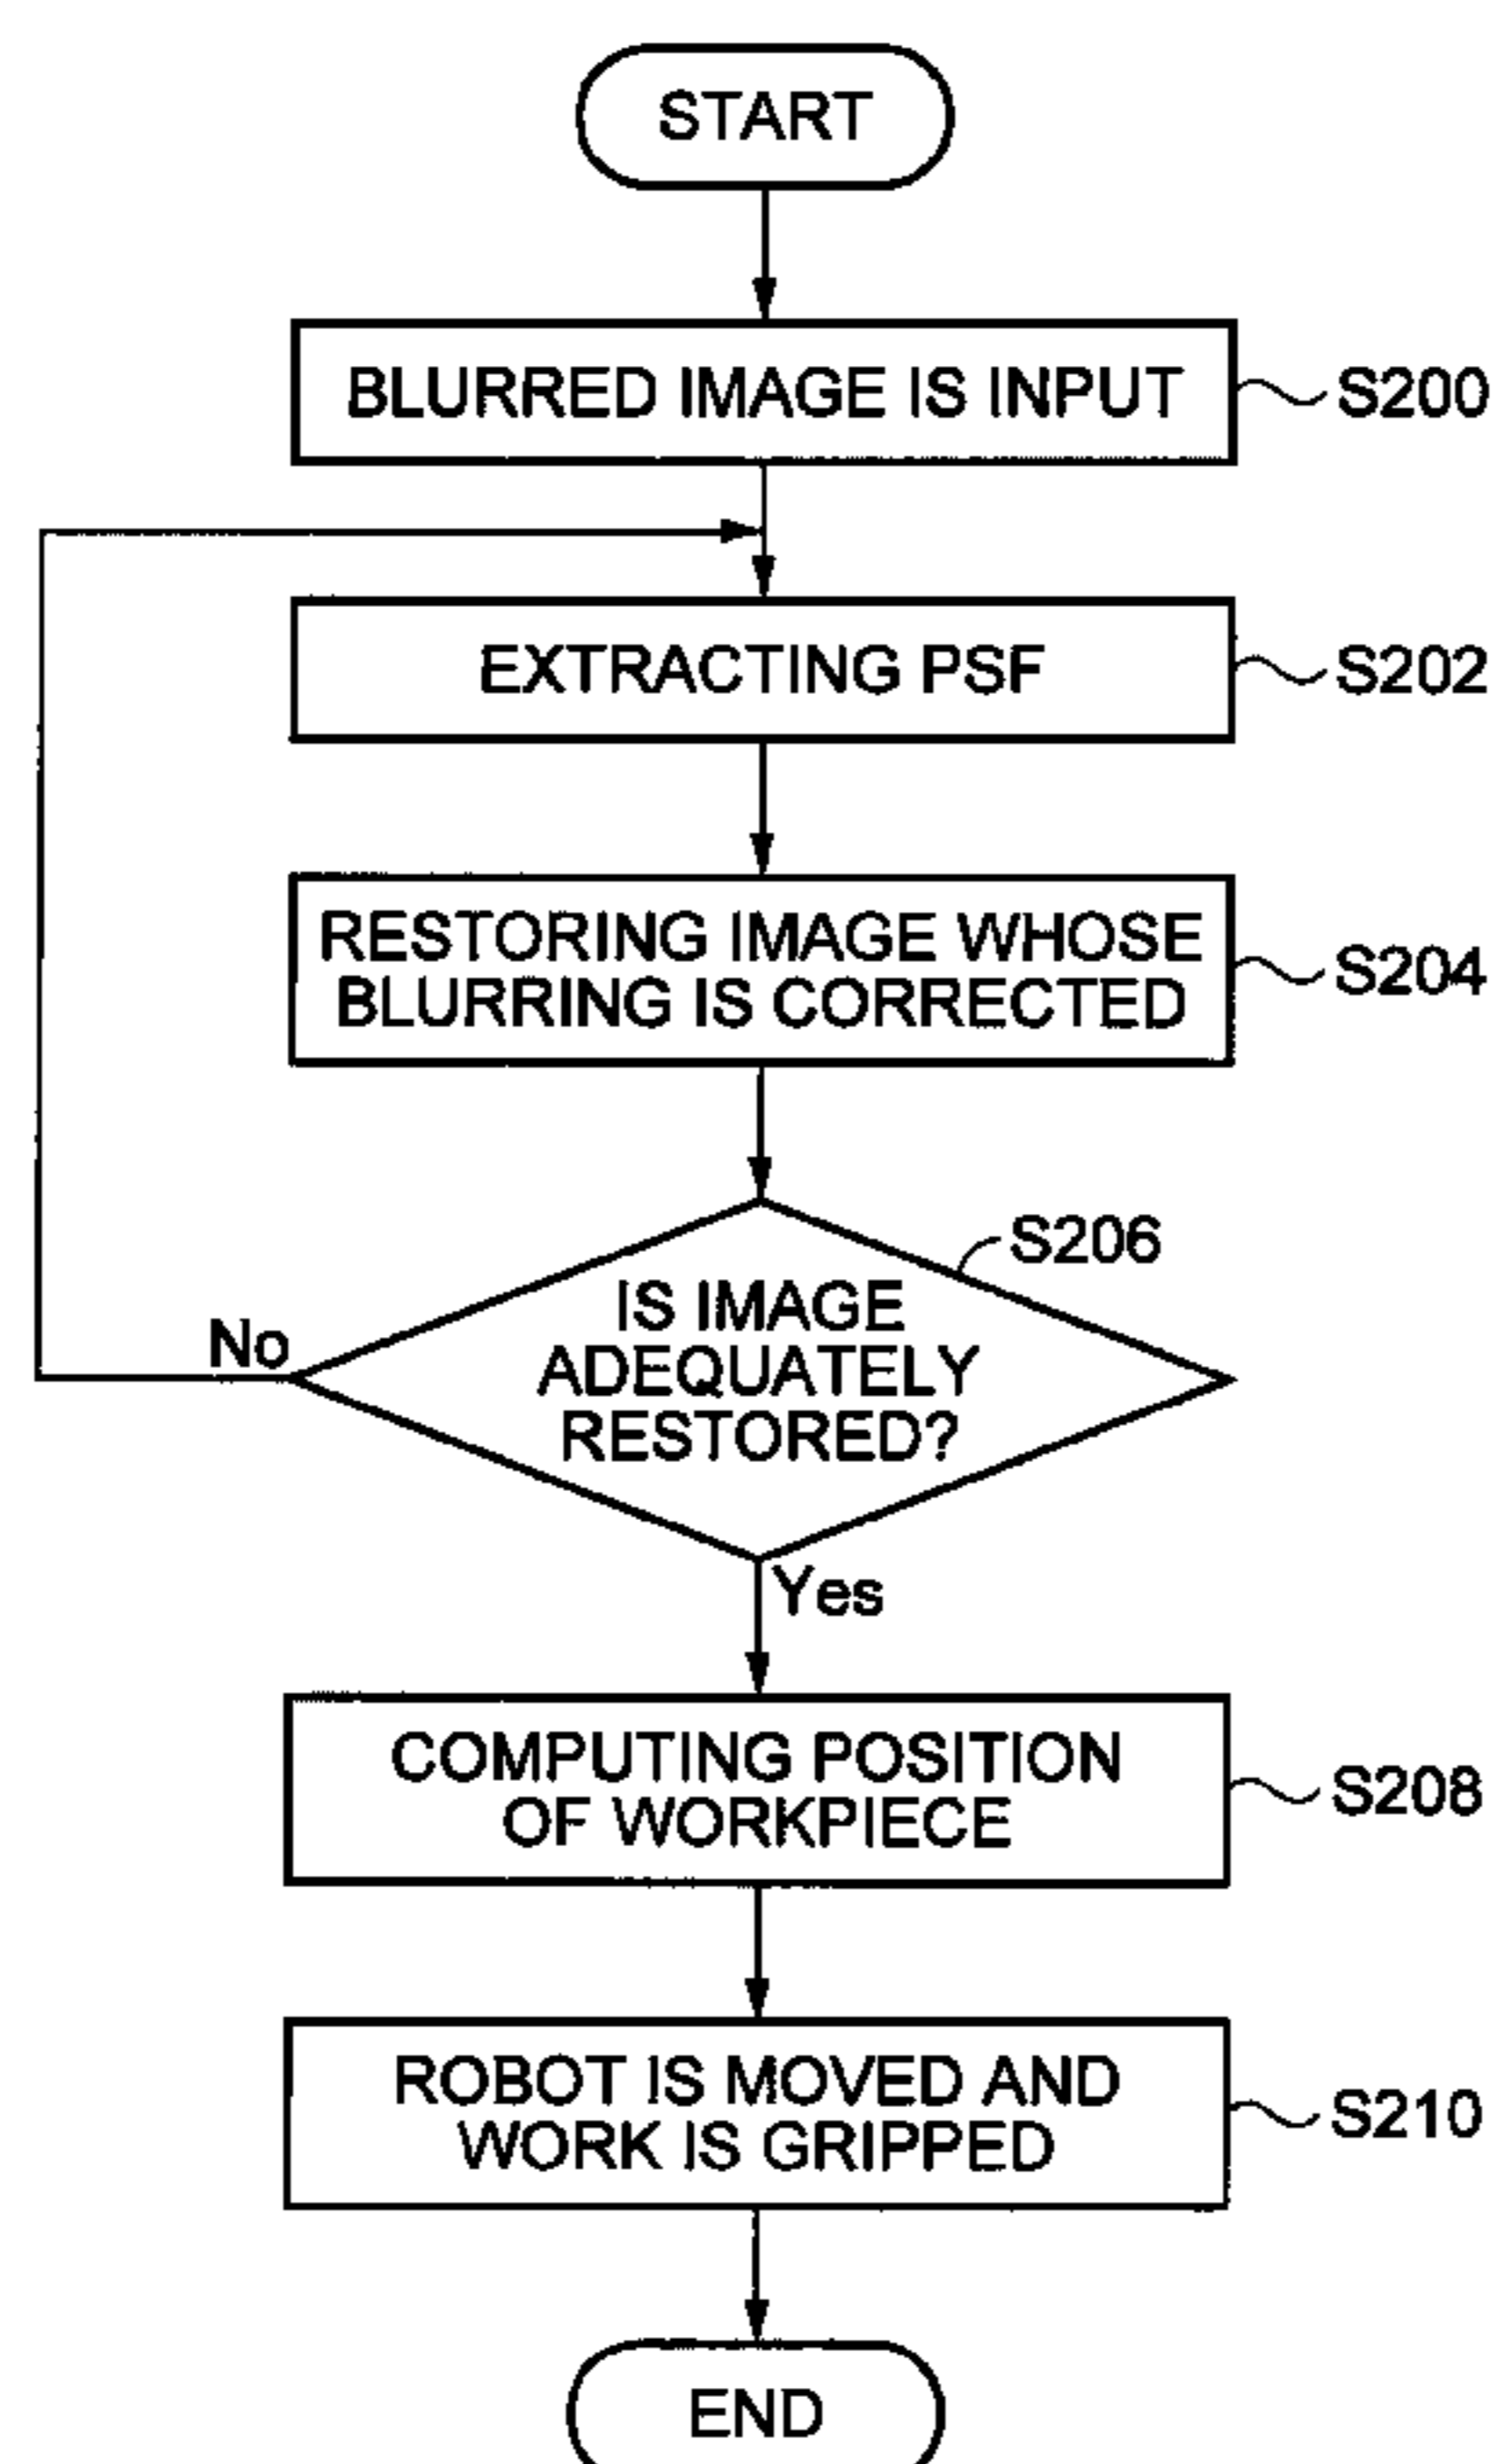 START
BLURRED IMAGE IS INPUT
S200
EXTRACTING PSF
S202
RESTORING IMAGE WHOSE
BLURRING IS CORRECTED
S204
S206
IS IMAGE
ADEQUATELY
RESTORED?
No
Yes
COMPUTING POSITION
OF WORKPIECE
S208
ROBOT IS MOVED AND
WORK IS GRIPPED
S210
END